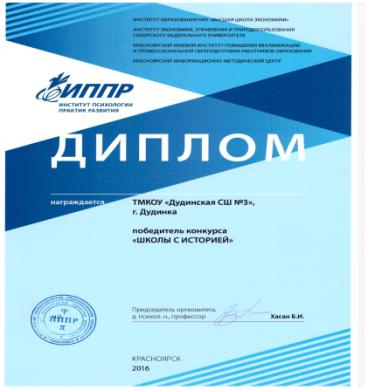 ИНСТИТУТ ОБРАЗОВАНИЯ НИУ «ВЫСШАЯ ШКОЛА ЭКОНОМИКИ»
ИНСТИТУТ ЭКОНОМИКИ, УПРАВЛЕНИЯ И ПРИРОДОПОЛЬЗОВАНИЯ
СИБИРСКОГО ФЕДЕРАЛЬНОГО УНИВЕРСИТЕТА
КРАСНОЯРСКИЙ КРАЕВОЙ ИНСТИТУТ ПОВЫШЕНИЯ КВАЛИФИКАЦИИ
И ПРОФЕССИОНАЛЬНОЙ ПЕРЕПОДГОТОВКИ РАБОТНИКОВ ОБРАЗОВАНИЯ
КРАСНОЯРСКИЙ ИНФОРМАЦИОННО-МЕТОДИЧЕСКИЙ ЦЕНТР
ИППР
ИНСТИТУТ ПСИХОЛОГИИ
ПРАКТИК РАЗВИТИЯ
ДИПЛОМ
награждается
ТМКОУ «Дудинская СШ №3»,
г. Дудинка
победитель конкурса
«ШКОЛЫ С ИСТОРИЕЙ»
ИППР
Председатель оргкомитета,
д. психол. н., профессор
Хасан Б.И.
КРАСНОЯРСК
2016